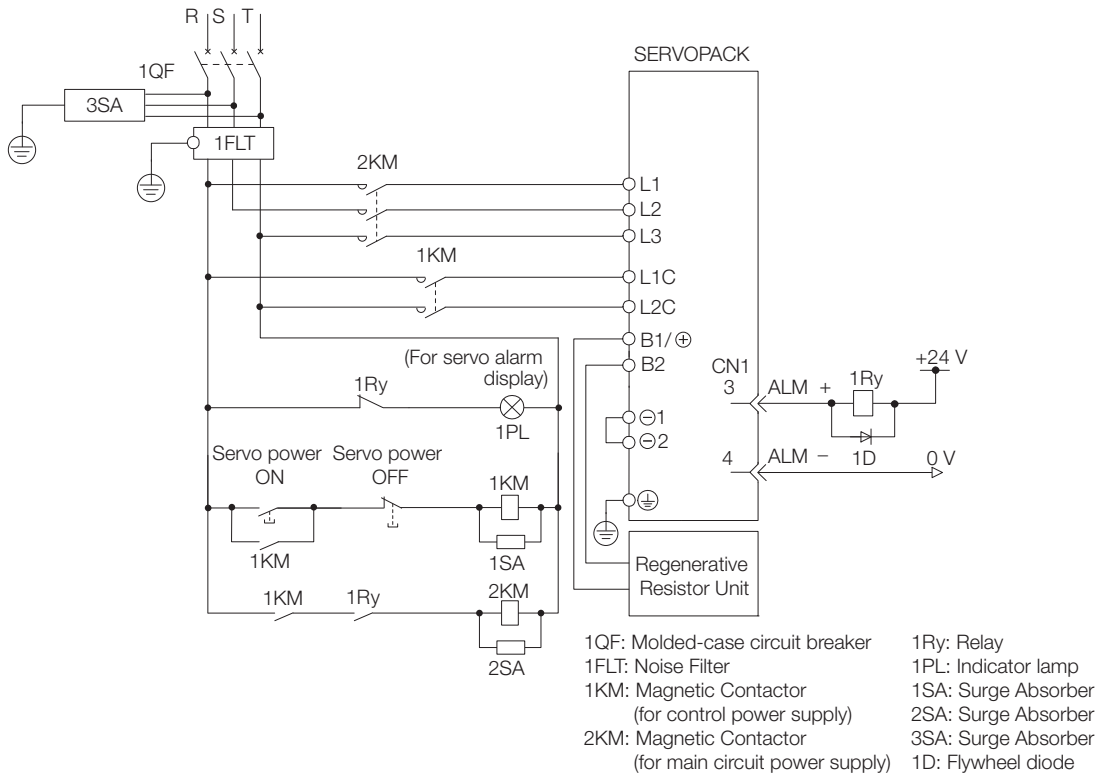 R S T
SERVOPACK
1QF
3SA
1FLT
2KM
L1
L2
L3
1KM
L1C
L2C
B1/⊕
B2
(For servo alarm
display)
CN1
+24 V
1Ry
3 ALM + 1Ry
1PL
⊖1
⊖2
Servo power
ON
Servo power
OFF
4 ALM − 1D 0 V
1KM
1KM
1SA
Regenerative
Resistor Unit
1KM 1Ry 2KM
2SA
1QF: Molded-case circuit breaker
1FLT: Noise Filter
1KM: Magnetic Contactor
(for control power supply)
2KM: Magnetic Contactor
(for main circuit power supply)
1Ry: Relay
1PL: Indicator lamp
1SA: Surge Absorber
2SA: Surge Absorber
3SA: Surge Absorber
1D: Flywheel diode